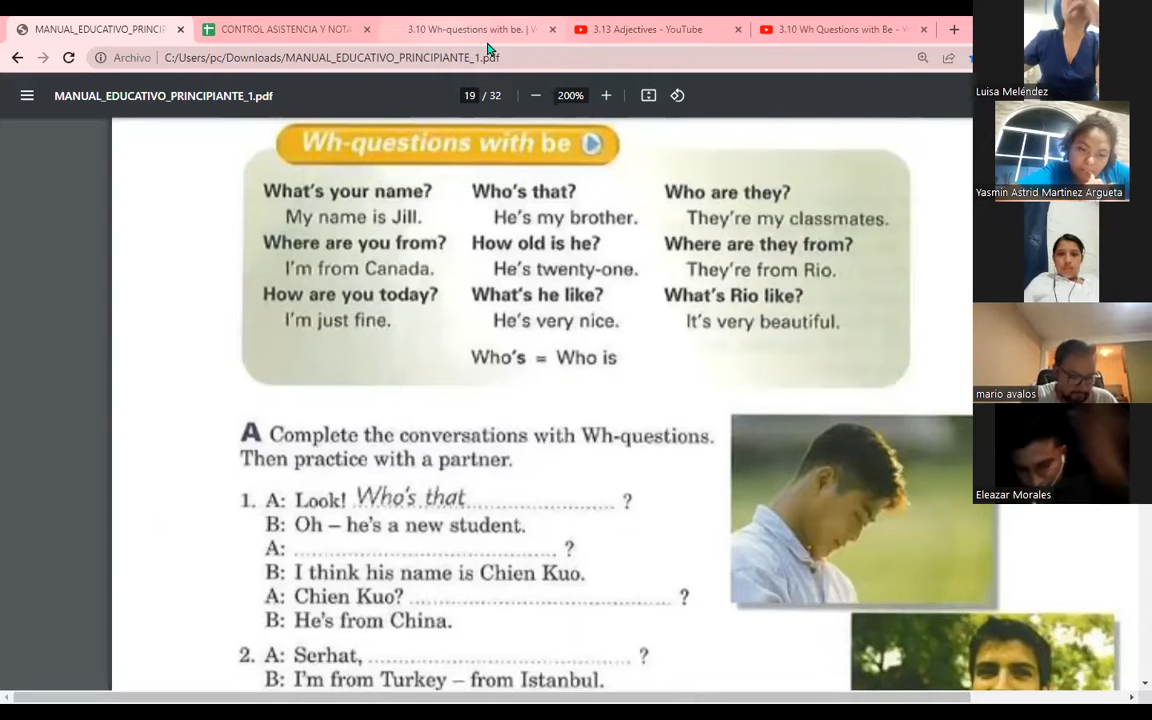 MANUAL_EDUCATIVO_PRINCIPI
CONTROL ASISTENCIA Y NOTA
3.10 Wh-questions with be. | V
3.13 Adjectives - YouTube
3.10 Wh Questions with Be - Y
Archivo
C:/Users/pc/Downloads/MANUAL_EDUCATIVO_PRINCIPIANTE_1.pdf
MANUAL_EDUCATIVO_PRINCIPIANTE_1.pdf
19 / 32
200%
Wh-questions with be
What's your name?
My name is Jill.
Where are you from?
I'm from Canada.
How are you today?
I'm just fine.
Who's that?
He's my brother.
How old is he?
He's twenty-one.
What's he like?
He's very nice.
Who's = Who is
Who are they?
They're my classmates.
Where are they from?
They're from Rio.
What's Rio like?
It's very beautiful.
A Complete the conversations with Wh-questions.
Then practice with a partner.
1. A: Look! Who's that ?
B: Oh – he's a new student.
A: ?
B: I think his name is Chien Kuo.
A: Chien Kuo? ?
B: He's from China.
2. A: Serhat, ?
B: I'm from Turkey – from Istanbul.
Luisa Meléndez
Yasmin Astrid Martinez Argueta
mario avalos
Eleazar Morales